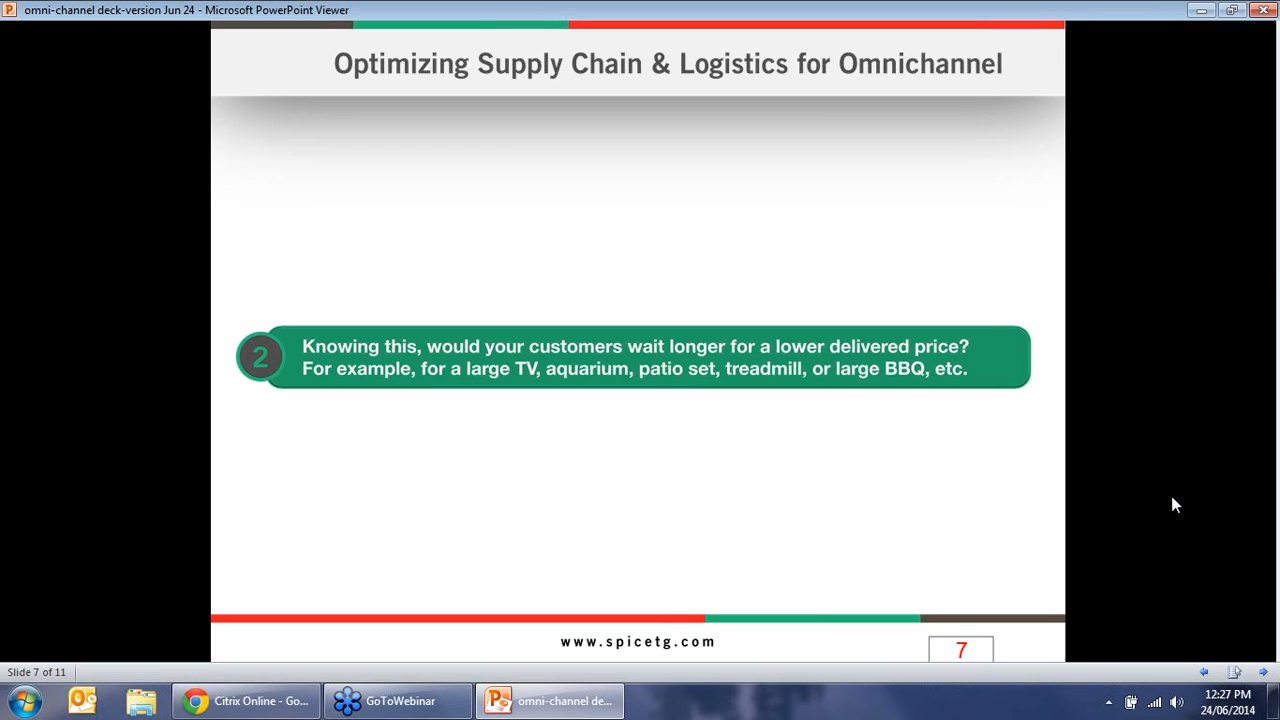 omni-channel deck-version Jun 24 - Microsoft PowerPoint Viewer
Optimizing Supply Chain & Logistics for Omnichannel
2
Knowing this, would your customers wait longer for a lower delivered price?
For example, for a large TV, aquarium, patio set, treadmill, or large BBQ, etc.
www.spicetg.com
7
Slide 7 of 11
Citrix Online - Go...
GoToWebinar
omni-channel de...
12:27 PM
24/06/2014